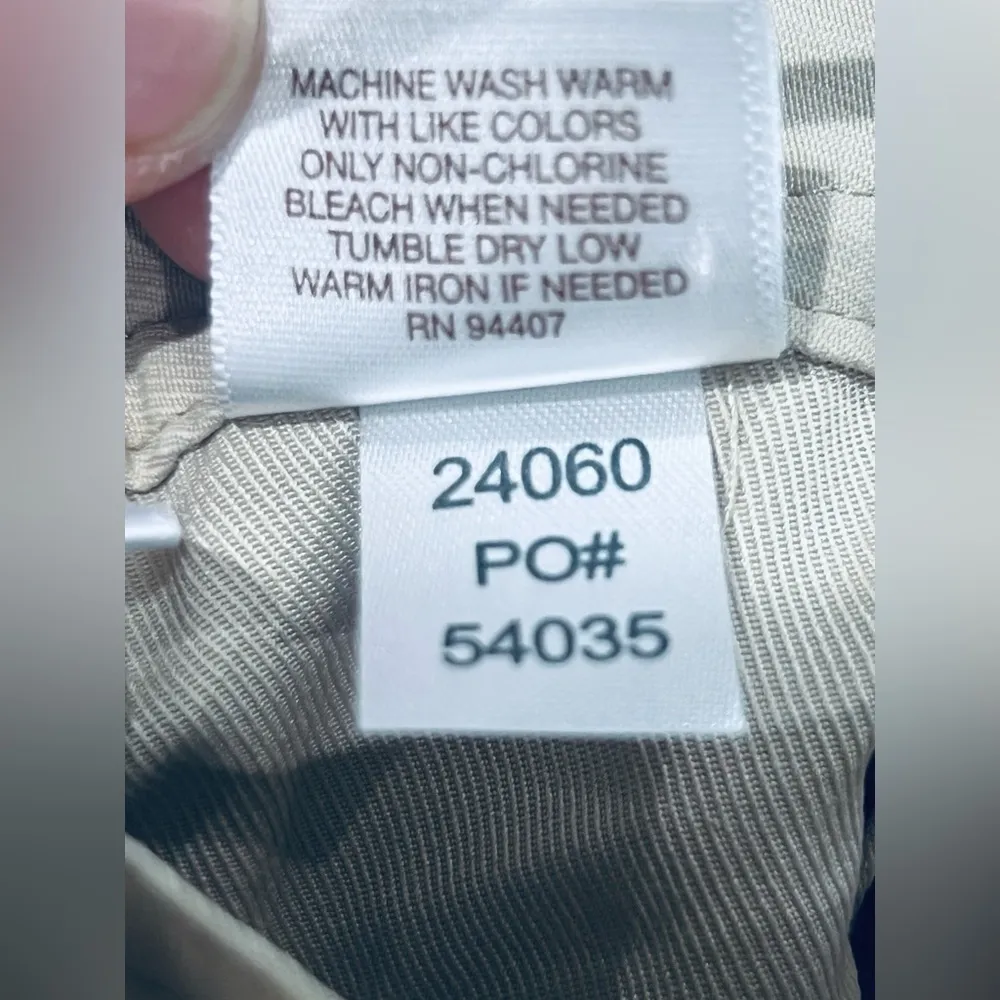 MACHINE WASH WARM
WITH LIKE COLORS
ONLY NON-CHLORINE
BLEACH WHEN NEEDED
TUMBLE DRY LOW
WARM IRON IF NEEDED
RN 94407
24060
PO#
54035